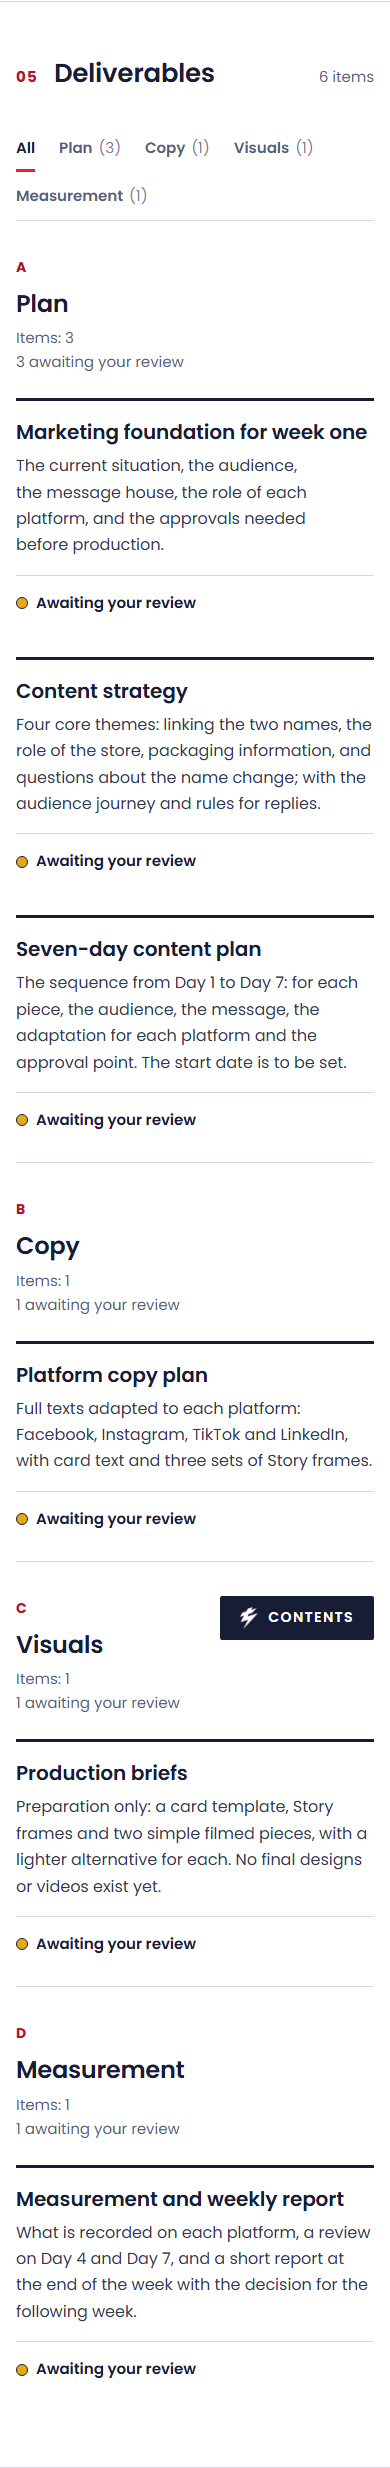 05 Deliverables 6 items
All Plan (3) Copy (1) Visuals (1)
Measurement (1)
A
Plan
Items: 3
3 awaiting your review
Marketing foundation for week one
The current situation, the audience,
the message house, the role of each
platform, and the approvals needed
before production.
Awaiting your review
Content strategy
Four core themes: linking the two names, the
role of the store, packaging information, and
questions about the name change; with the
audience journey and rules for replies.
Awaiting your review
Seven-day content plan
The sequence from Day 1 to Day 7: for each
piece, the audience, the message, the
adaptation for each platform and the
approval point. The start date is to be set.
Awaiting your review
B
Copy
Items: 1
1 awaiting your review
Platform copy plan
Full texts adapted to each platform:
Facebook, Instagram, TikTok and LinkedIn,
with card text and three sets of Story frames.
Awaiting your review
C
CONTENTS
Visuals
Items: 1
1 awaiting your review
Production briefs
Preparation only: a card template, Story
frames and two simple filmed pieces, with a
lighter alternative for each. No final designs
or videos exist yet.
Awaiting your review
D
Measurement
Items: 1
1 awaiting your review
Measurement and weekly report
What is recorded on each platform, a review
on Day 4 and Day 7, and a short report at
the end of the week with the decision for the
following week.
Awaiting your review